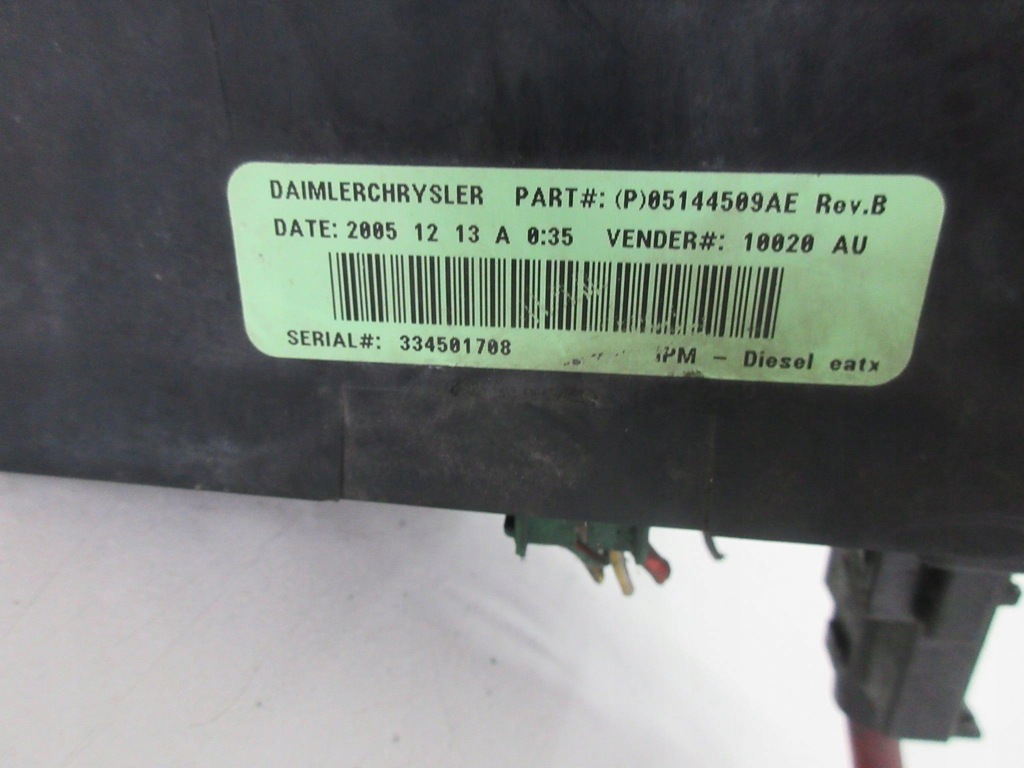 DAIMLERCHRYSLER PART#: (P)05144509AE Rev.B
DATE: 2005 12 13 A 0:35 VENDER#: 10020 AU
SERIAL#: 334501708 IPM - Diesel eatx